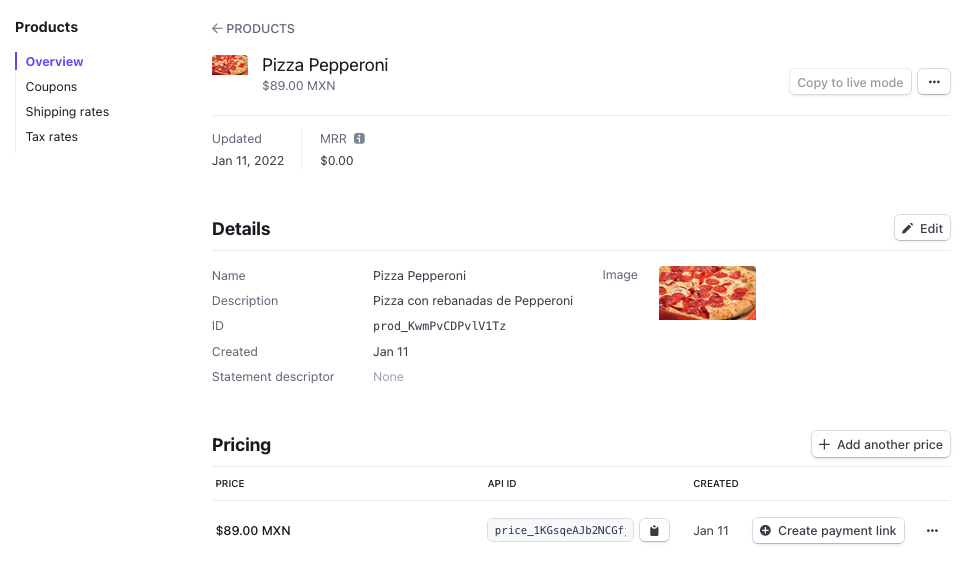 Products
Overview
Coupons
Shipping rates
Tax rates
PRODUCTS
Pizza Pepperoni
$89.00 MXN
Copy to live mode
Updated
Jan 11, 2022
MRR
$0.00
Details
Edit
Name Pizza Pepperoni Image
Description Pizza con rebanadas de Pepperoni
ID prod_KwmPvCDPvlV1Tz
Created Jan 11
Statement descriptor None
Pricing
Add another price
PRICE API ID CREATED
$89.00 MXN price_1KGsqeAJb2NCGf Jan 11 Create payment link